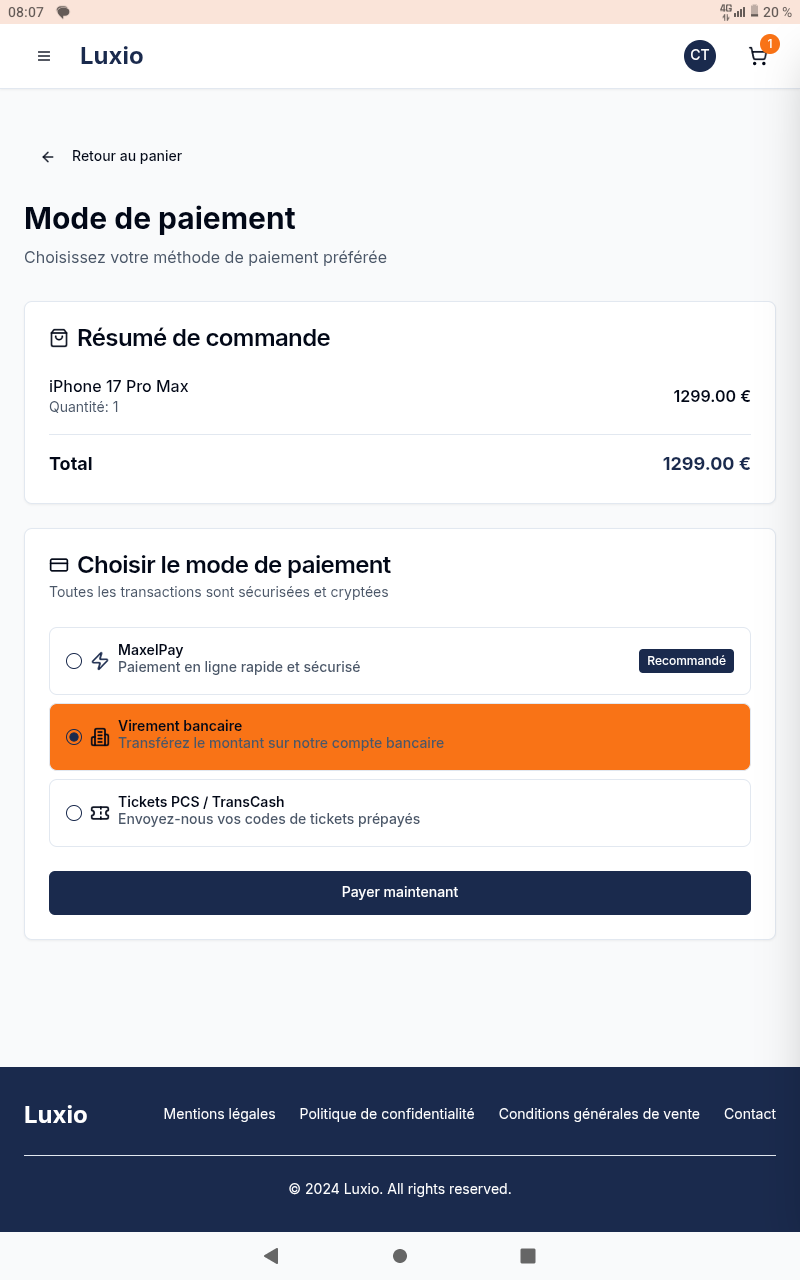 08:07
4G
20 %
Luxio
CT
1
Retour au panier
Mode de paiement
Choisissez votre méthode de paiement préférée
Résumé de commande
iPhone 17 Pro Max
Quantité: 1
1299.00 €
Total
1299.00 €
Choisir le mode de paiement
Toutes les transactions sont sécurisées et cryptées
MaxelPay
Paiement en ligne rapide et sécurisé
Recommandé
Virement bancaire
Transférez le montant sur notre compte bancaire
Tickets PCS / TransCash
Envoyez-nous vos codes de tickets prépayés
Payer maintenant
Luxio
Mentions légales
Politique de confidentialité
Conditions générales de vente
Contact
© 2024 Luxio. All rights reserved.